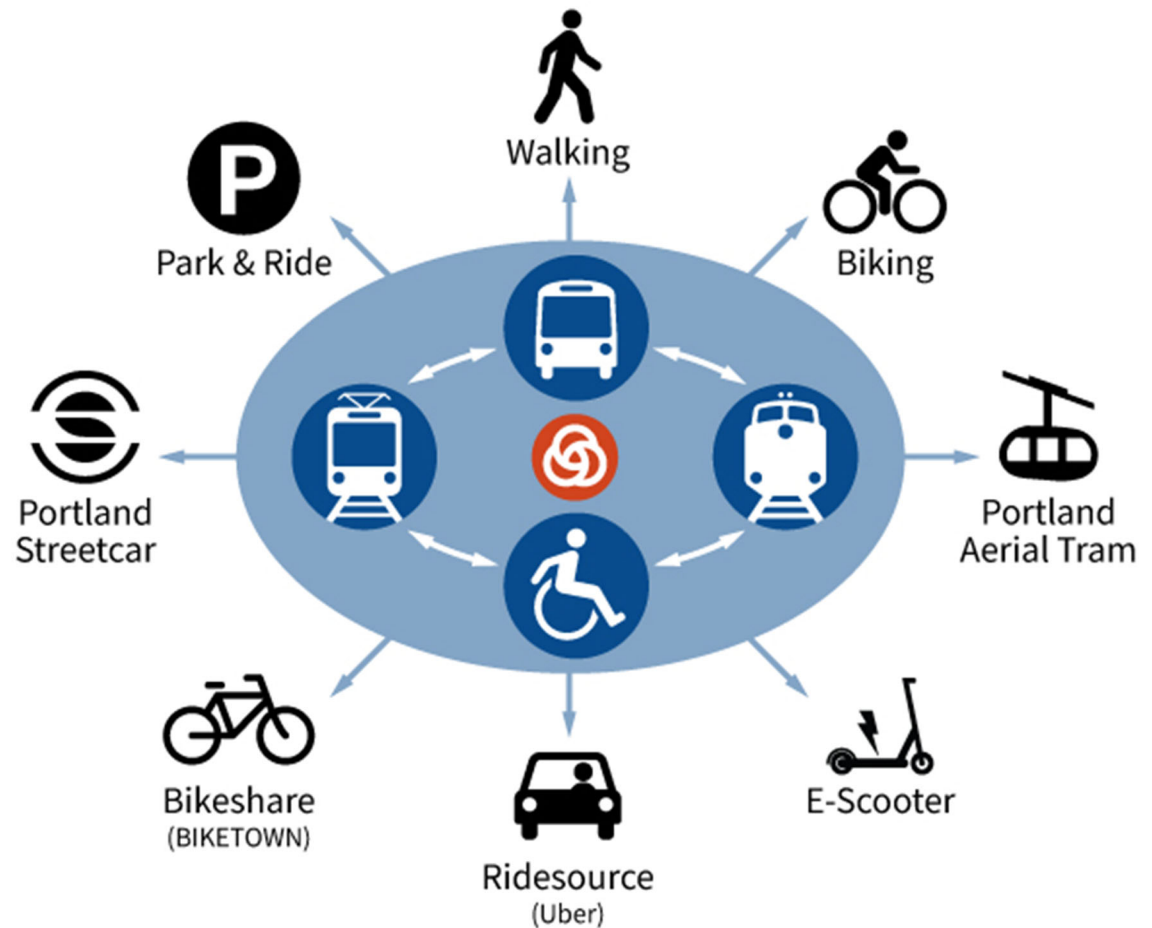 Walking
P
Park & Ride
Biking
Portland
Streetcar
Portland
Aerial Tram
Bikeshare
(BIKETOWN)
E-Scooter
Ridesource
(Uber)